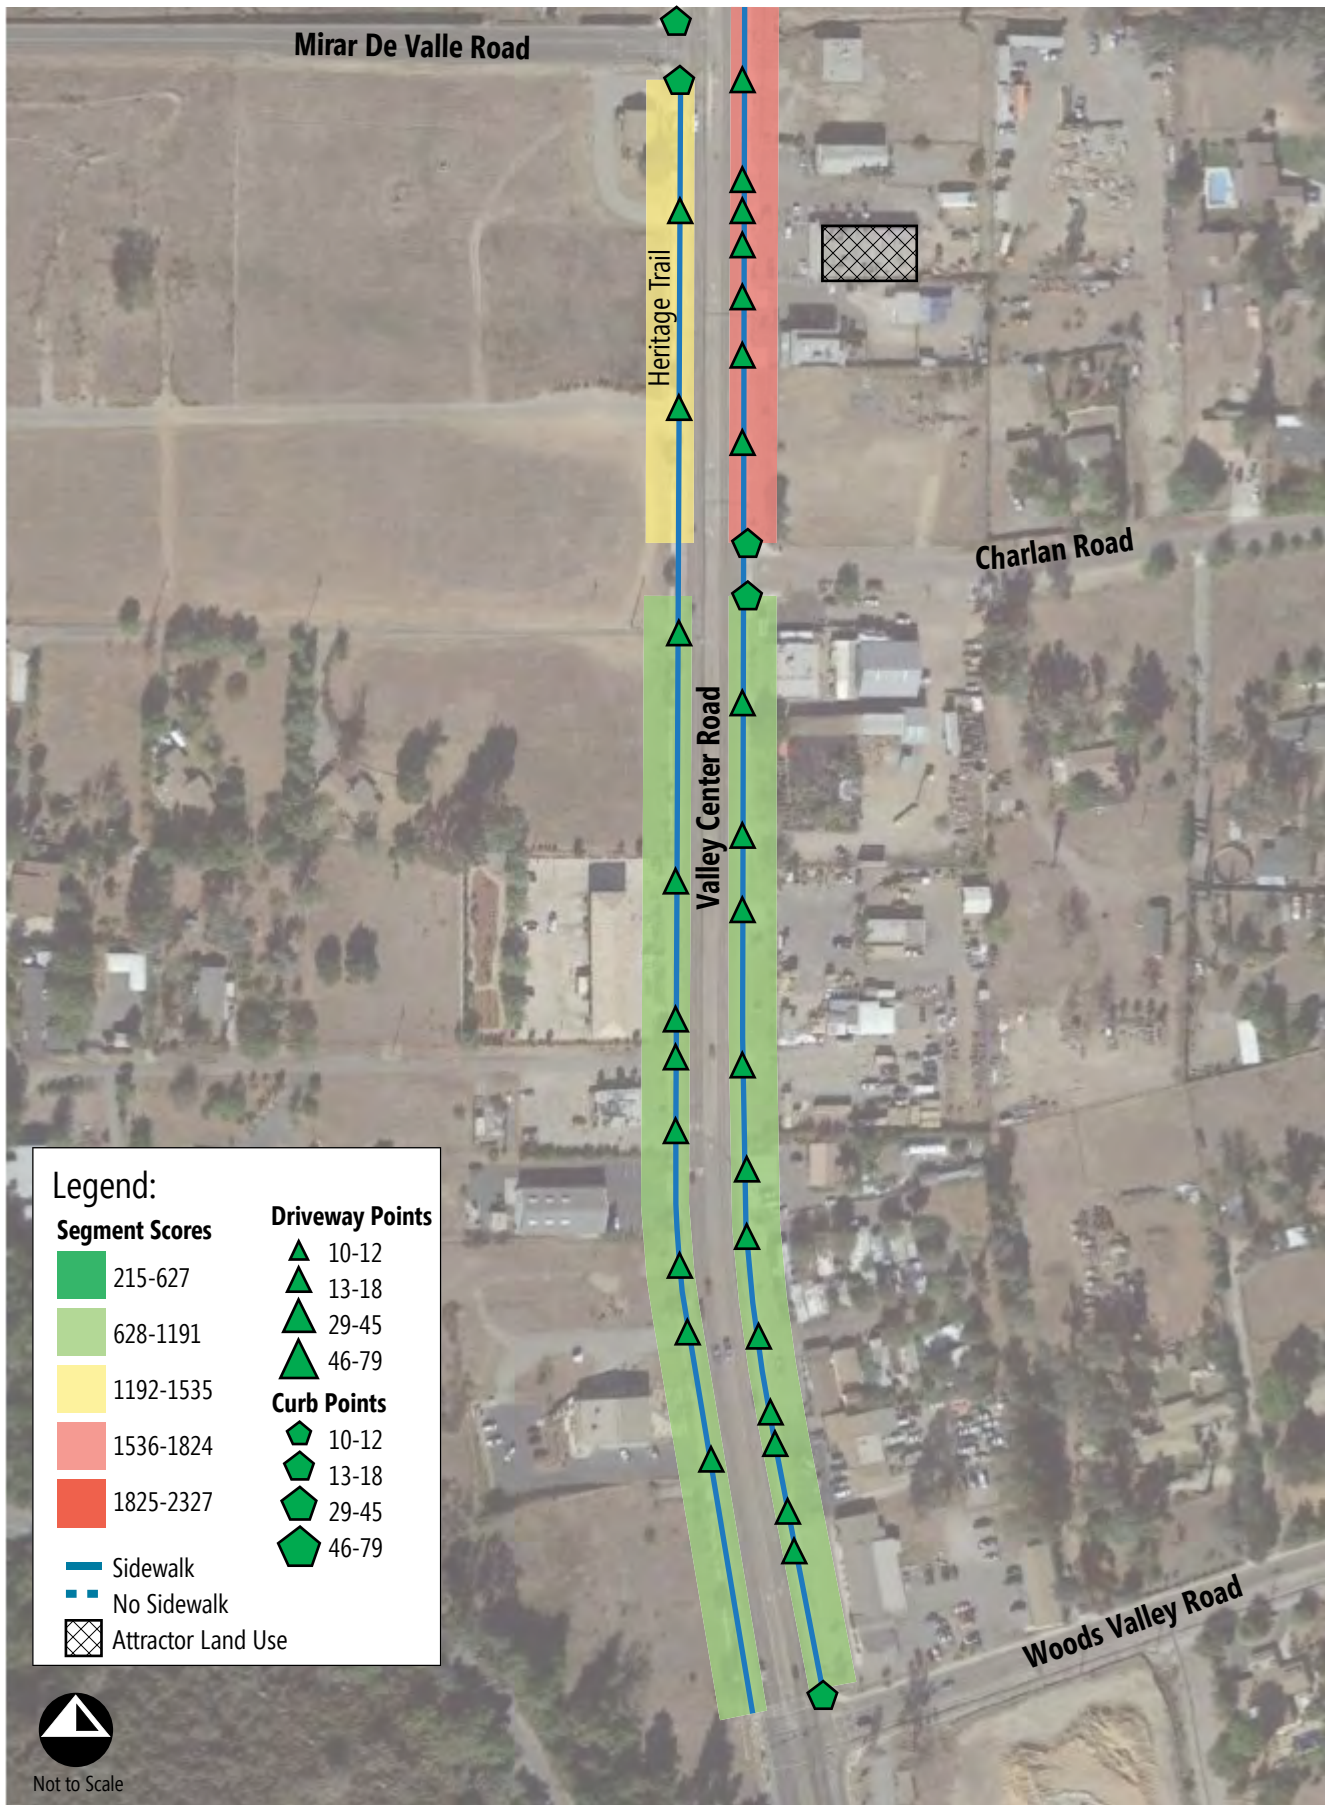 Mirar De Valle Road
Heritage Trail
Charlan Road
Valley Center Road
Woods Valley Road
Legend:
Segment Scores
215-627
628-1191
1192-1535
1536-1824
1825-2327
Sidewalk
No Sidewalk
Attractor Land Use
Driveway Points
10-12
13-18
29-45
46-79
Curb Points
10-12
13-18
29-45
46-79
Not to Scale